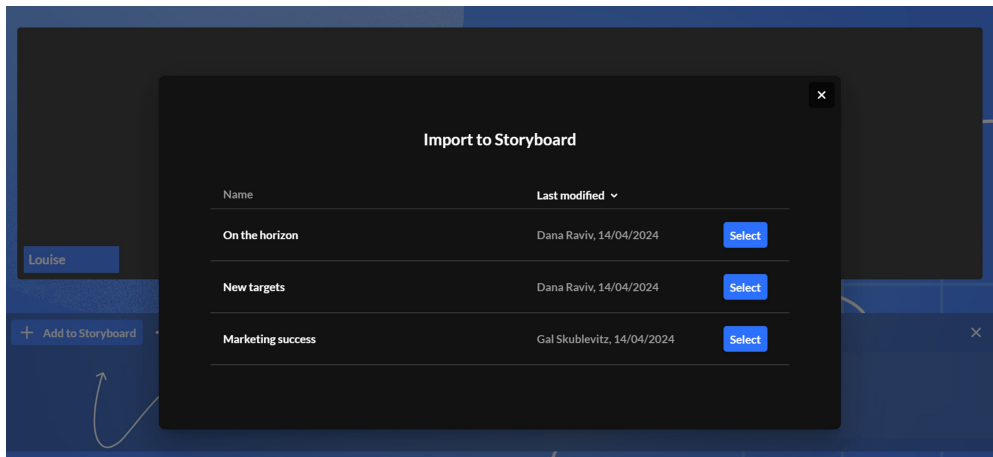 Import to Storyboard
Name Last modified
On the horizon Dana Raviv, 14/04/2024 Select
New targets Dana Raviv, 14/04/2024 Select
Marketing success Gal Skublevitz, 14/04/2024 Select
Louise
+ Add to Storyboard